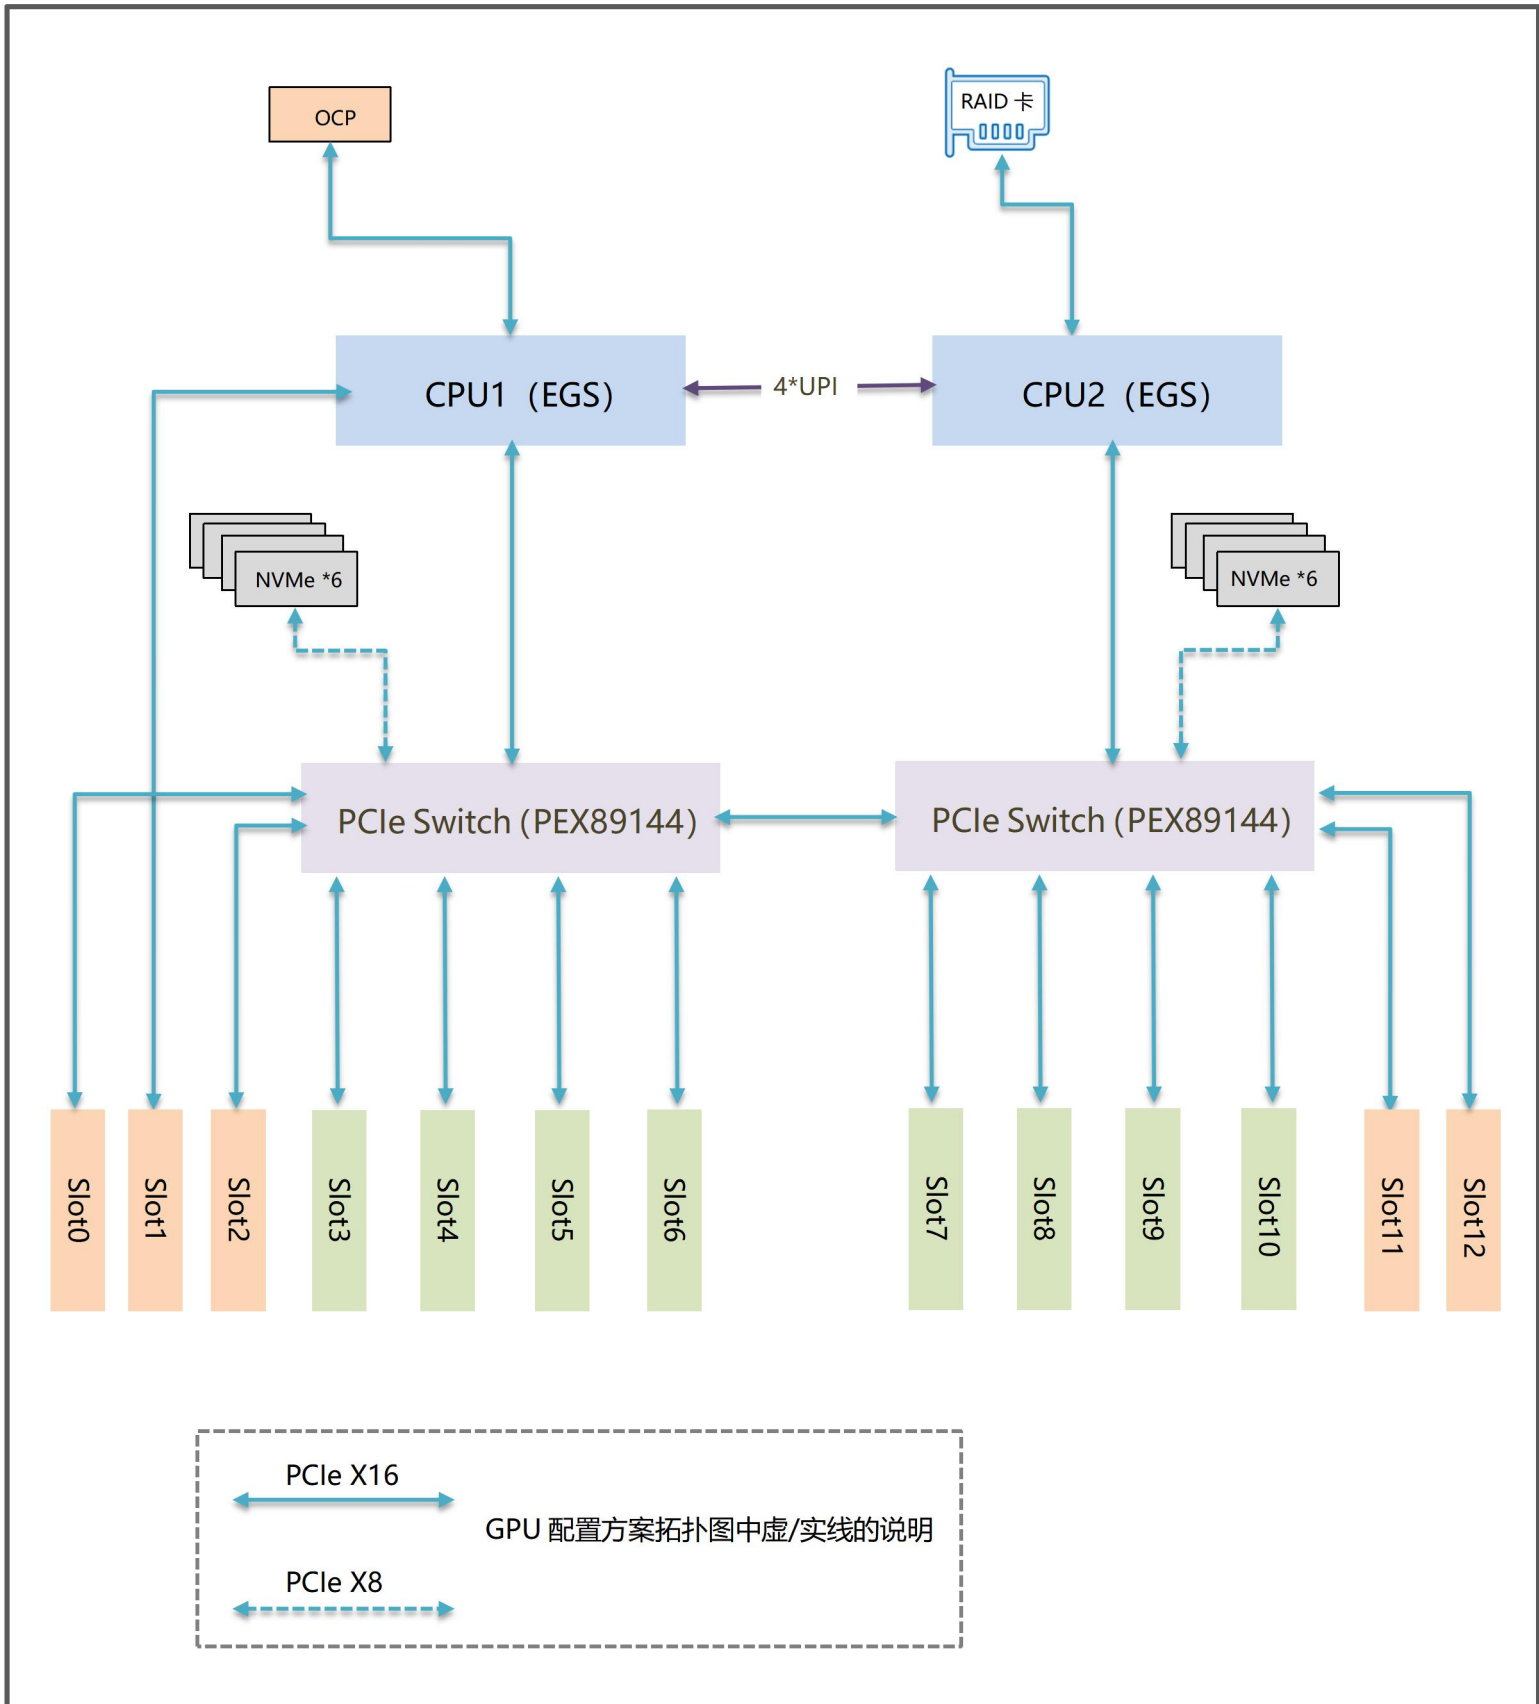 OCP
RAID 卡
CPU1（EGS）
4*UPI
CPU2（EGS）
NVMe *6
NVMe *6
PCIe Switch（PEX89144）
PCIe Switch（PEX89144）
Slot0
Slot1
Slot2
Slot3
Slot4
Slot5
Slot6
Slot7
Slot8
Slot9
Slot10
Slot11
Slot12
PCIe X16
GPU 配置方案拓扑图中虚/实线的说明
PCIe X8